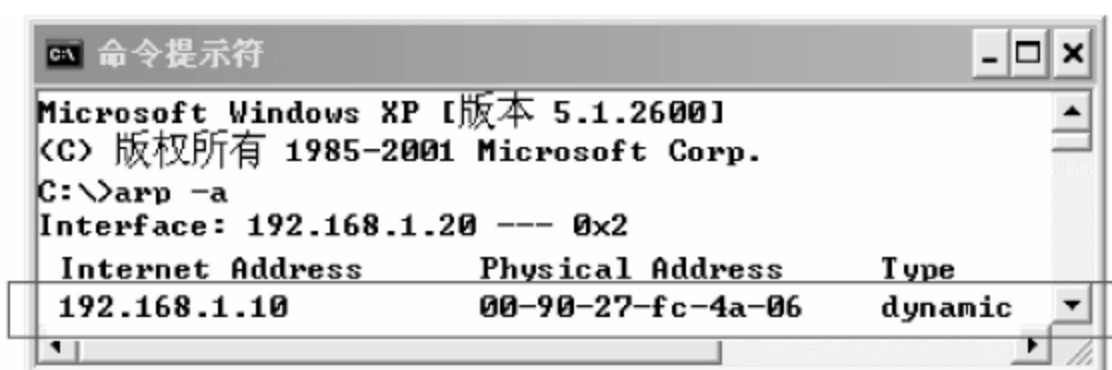 命令提示符
Microsoft Windows XP [版本 5.1.2600]
(C) 版权所有 1985-2001 Microsoft Corp.
C:\>arp -a
Interface: 192.168.1.20 --- 0x2
Internet Address Physical Address Type
192.168.1.10 00-90-27-fc-4a-06 dynamic